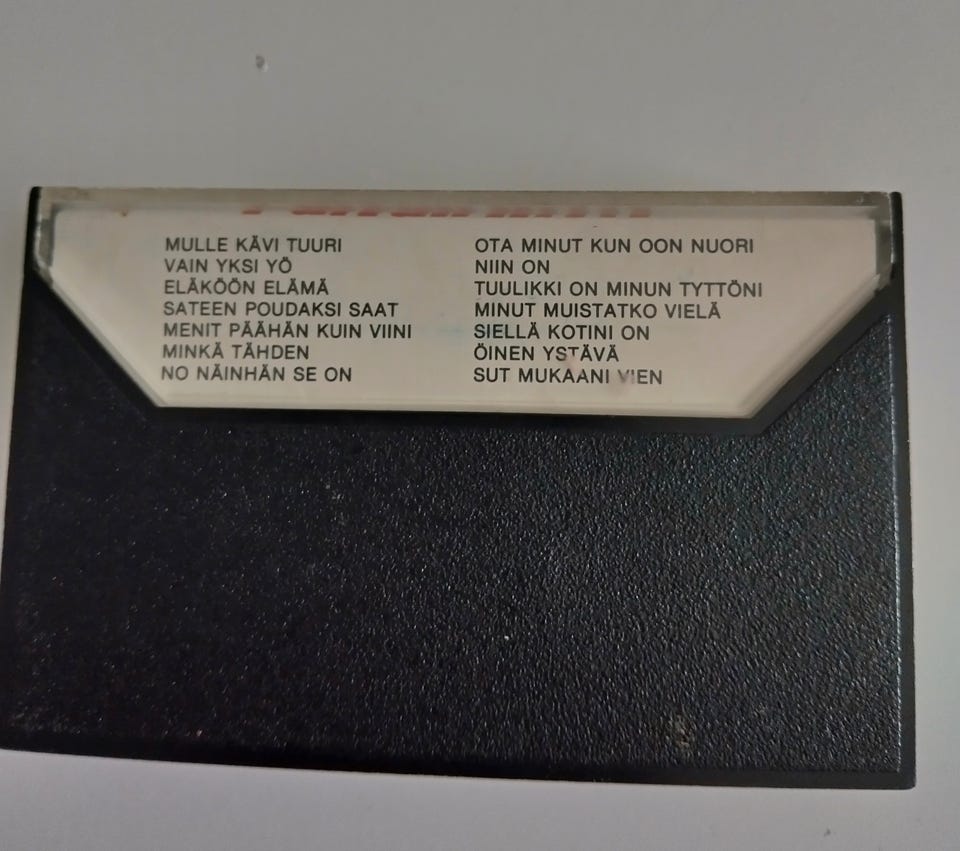 MULLE KÄVI TUURI
VAIN YKSI YÖ
ELÄKÖÖN ELÄMÄ
SATEEN POUDAKSI SAAT
MENIT PÄÄHÄN KUIN VIINI
MINKÄ TÄHDEN
NO NÄINHÄN SE ON
OTA MINUT KUN OON NUORI
NIIN ON
TUULIKKI ON MINUN TYTTÖNI
MINUT MUISTATKO VIELÄ
SIELLÄ KOTINI ON
ÖINEN YSTÄVÄ
SUT MUKAANI VIEN